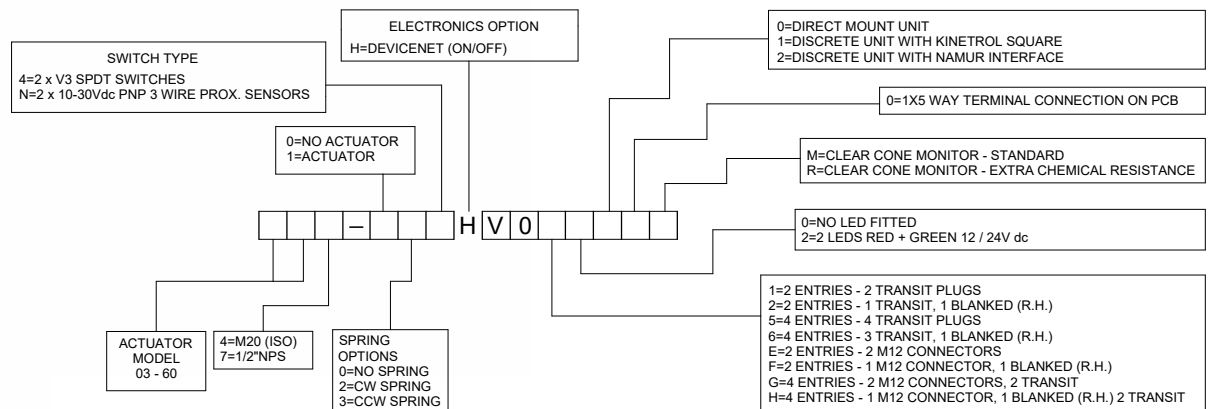 ELECTRONICS OPTION
H=DEVICENET (ON/OFF)
SWITCH TYPE
4=2 x V3 SPDT SWITCHES
N=2 x 10-30Vdc PNP 3 WIRE PROX. SENSORS
0=DIRECT MOUNT UNIT
1=DISCRETE UNIT WITH KINETROL SQUARE
2=DISCRETE UNIT WITH NAMUR INTERFACE
0=1X5 WAY TERMINAL CONNECTION ON PCB
0=NO ACTUATOR
1=ACTUATOR
M=CLEAR CONE MONITOR - STANDARD
R=CLEAR CONE MONITOR - EXTRA CHEMICAL RESISTANCE
– H V 0
0=NO LED FITTED
2=2 LEDS RED + GREEN 12 / 24V dc
ACTUATOR
MODEL
03 - 60
4=M20 (ISO)
7=1/2"NPS
SPRING
OPTIONS
0=NO SPRING
2=CW SPRING
3=CCW SPRING
1=2 ENTRIES - 2 TRANSIT PLUGS
2=2 ENTRIES - 1 TRANSIT, 1 BLANKED (R.H.)
5=4 ENTRIES - 4 TRANSIT PLUGS
6=4 ENTRIES - 3 TRANSIT, 1 BLANKED (R.H.)
E=2 ENTRIES - 2 M12 CONNECTORS
F=2 ENTRIES - 1 M12 CONNECTOR, 1 BLANKED (R.H.)
G=4 ENTRIES - 2 M12 CONNECTORS, 2 TRANSIT
H=4 ENTRIES - 1 M12 CONNECTOR, 1 BLANKED (R.H.) 2 TRANSIT